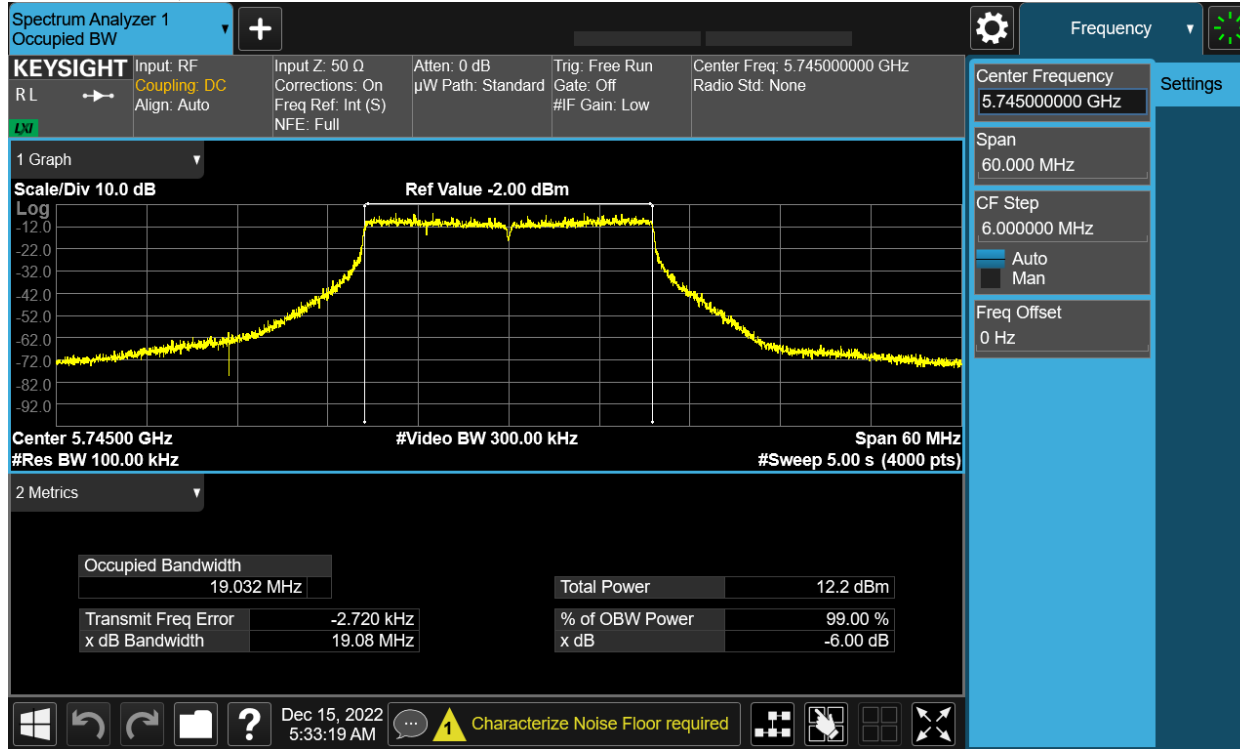 Spectrum Analyzer 1
Occupied BW
+
Frequency
KEYSIGHT
R L
LXI
Input: RF
Coupling: DC
Align: Auto
Input Z: 50 Ω
Corrections: On
Freq Ref: Int (S)
NFE: Full
Atten: 0 dB
µW Path: Standard
Trig: Free Run
Gate: Off
#IF Gain: Low
Center Freq: 5.745000000 GHz
Radio Std: None
Center Frequency
5.745000000 GHz
Settings
Span
60.000 MHz
CF Step
6.000000 MHz
Auto
Man
Freq Offset
0 Hz
1 Graph
Scale/Div 10.0 dB
Ref Value -2.00 dBm
Log
-12.0
-22.0
-32.0
-42.0
-52.0
-62.0
-72.0
-82.0
-92.0
Center 5.74500 GHz
#Video BW 300.00 kHz
Span 60 MHz
#Res BW 100.00 kHz
#Sweep 5.00 s (4000 pts)
2 Metrics
Occupied Bandwidth
19.032 MHz
Total Power 12.2 dBm
Transmit Freq Error -2.720 kHz
% of OBW Power 99.00 %
x dB Bandwidth 19.08 MHz
x dB -6.00 dB
?
Dec 15, 2022
5:33:19 AM
1
Characterize Noise Floor required